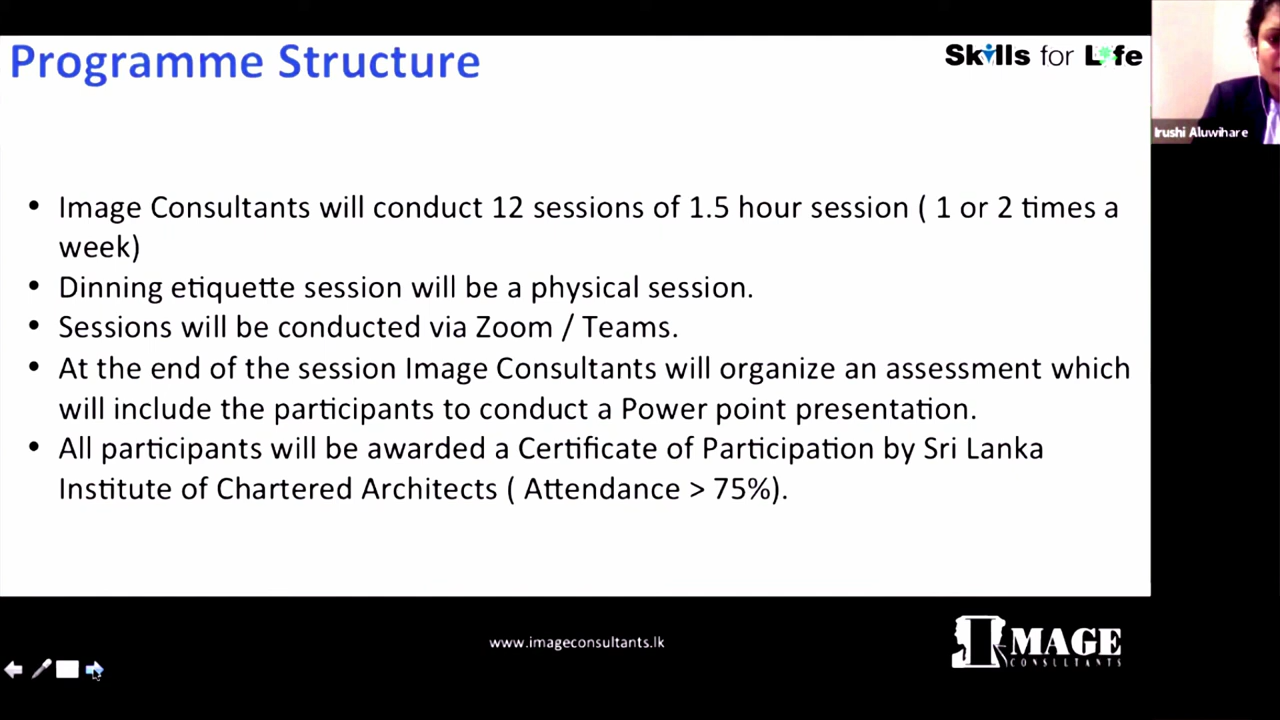 Programme Structure
Skills for Life
Irushi Aluwihare
• Image Consultants will conduct 12 sessions of 1.5 hour session ( 1 or 2 times a
week)
• Dinning etiquette session will be a physical session.
• Sessions will be conducted via Zoom / Teams.
• At the end of the session Image Consultants will organize an assessment which
will include the participants to conduct a Power point presentation.
• All participants will be awarded a Certificate of Participation by Sri Lanka
Institute of Chartered Architects ( Attendance > 75%).
www.imageconsultants.lk
IMAGE
CONSULTANTS